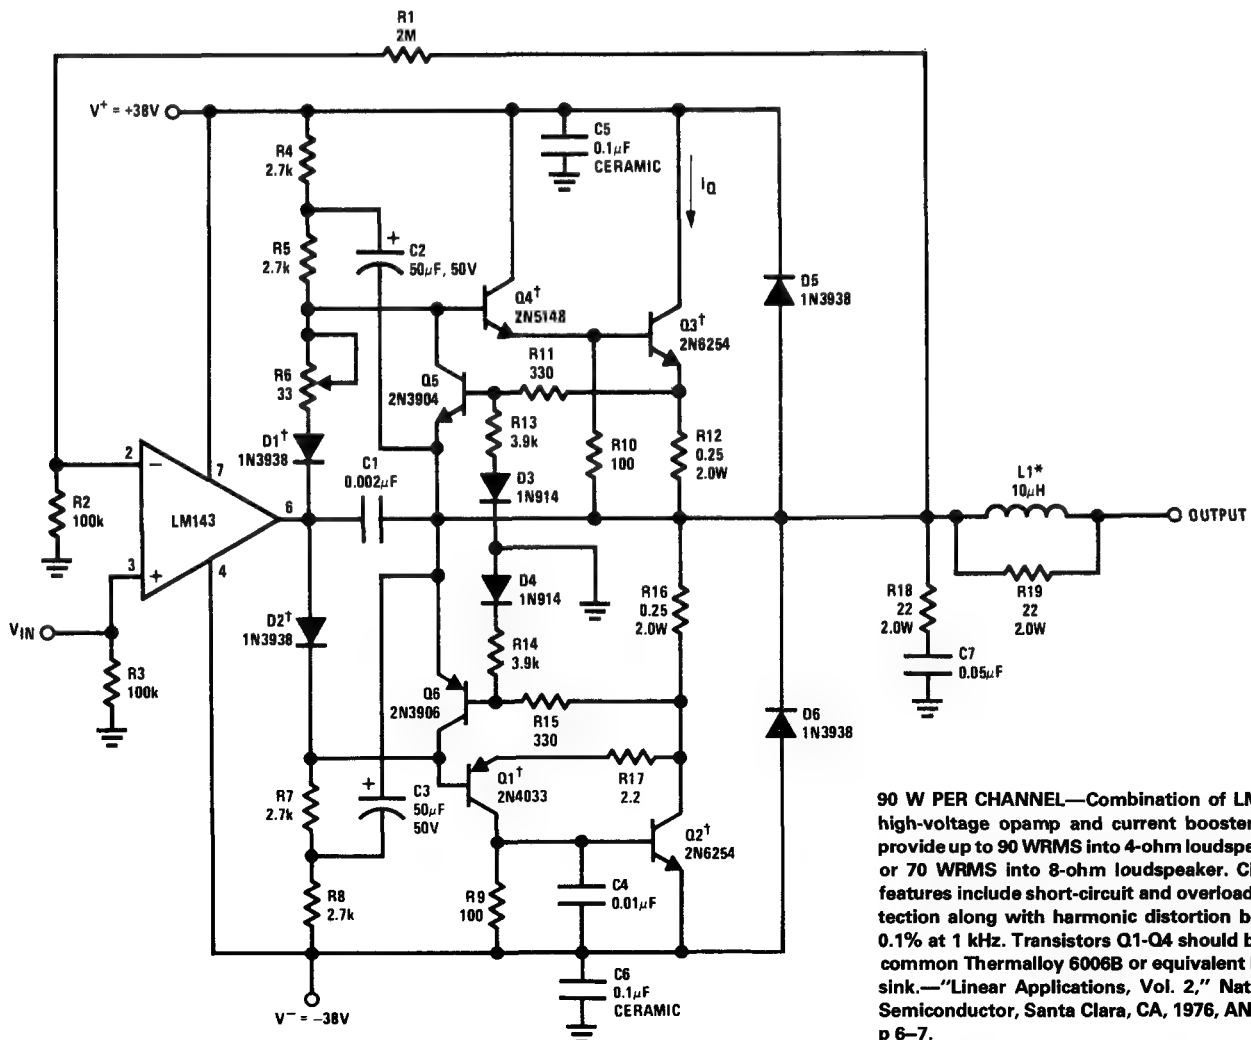 R1
2M
V+ = +38V
R4
2.7k
C5
0.1μF
CERAMIC
IQ
R5
2.7k
+
C2
50μF, 50V
Q4†
2N5148
D5
1N3938
Q3†
2N6254
R11
330
R6
33
Q5
2N3904
R13
3.9k
R12
0.25
2.0W
D1†
1N3938
R10
100
C1
0.002μF
D3
1N914
L1*
10μH
2
−
7
6
R2
100k
LM143
OUTPUT
3
+
4
D4
1N914
R16
0.25
2.0W
R18
22
2.0W
R19
22
2.0W
D2†
1N3938
VIN
R14
3.9k
C7
0.05μF
R3
100k
Q6
2N3906
R15
330
D6
1N3938
R7
2.7k
+
C3
50μF
50V
Q1†
2N4033
R17
2.2
Q2†
2N6254
R8
2.7k
R9
100
C4
0.01μF
C6
0.1μF
CERAMIC
V− = −38V
90 W PER CHANNEL—Combination of LM
high-voltage opamp and current booster
provide up to 90 WRMS into 4-ohm loudspe
or 70 WRMS into 8-ohm loudspeaker. Ci
features include short-circuit and overload
tection along with harmonic distortion b
0.1% at 1 kHz. Transistors Q1-Q4 should b
common Thermalloy 6006B or equivalent
sink.—"Linear Applications, Vol. 2," Nat
Semiconductor, Santa Clara, CA, 1976, AN
p 6–7.